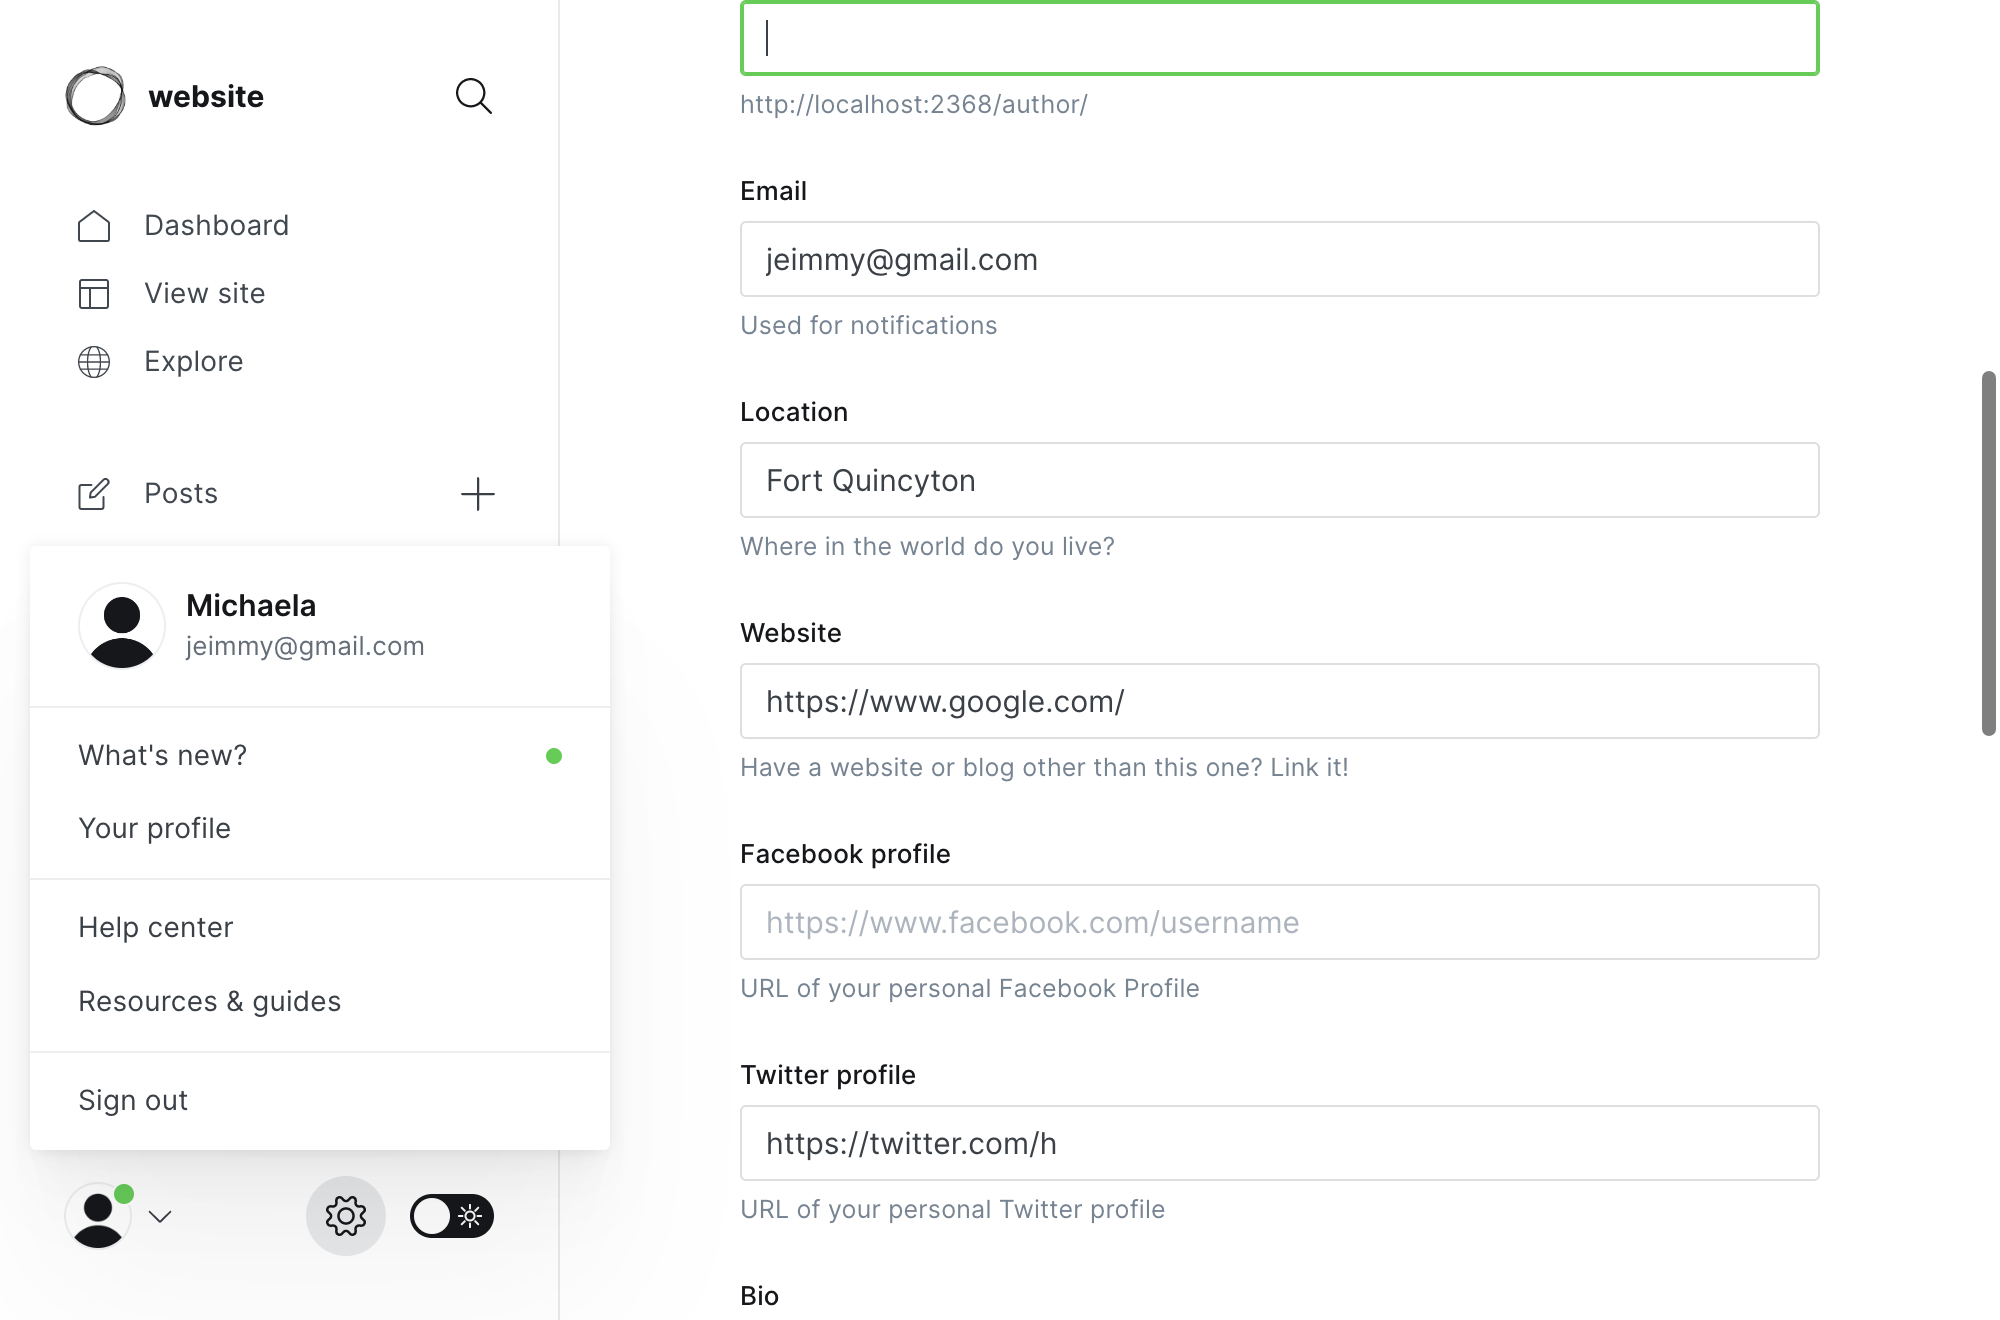 website
Dashboard
View site
Explore
Posts
Michaela
jeimmy@gmail.com
What's new?
Your profile
Help center
Resources & guides
Sign out
http://localhost:2368/author/
Email
jeimmy@gmail.com
Used for notifications
Location
Fort Quincyton
Where in the world do you live?
Website
https://www.google.com/
Have a website or blog other than this one? Link it!
Facebook profile
https://www.facebook.com/username
URL of your personal Facebook Profile
Twitter profile
https://twitter.com/h
URL of your personal Twitter profile
Bio